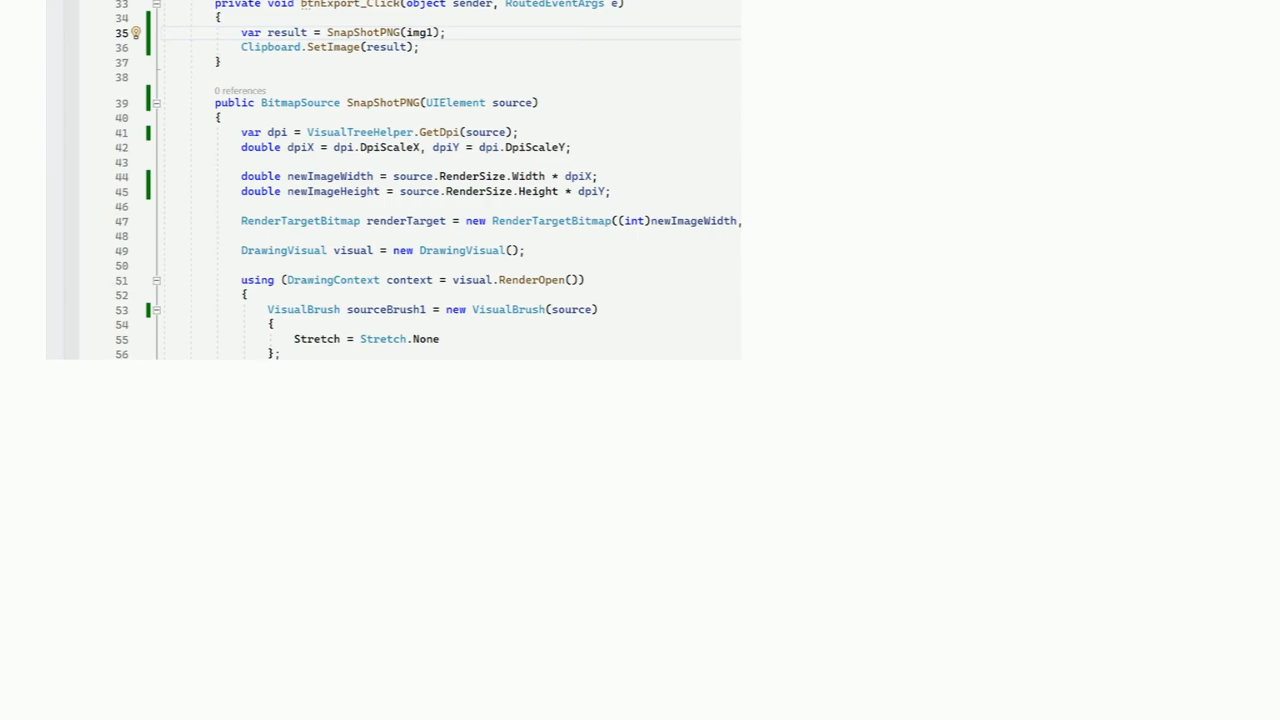 33 private void btnExport_Click(object sender, RoutedEventArgs e)
34 {
35 var result = SnapShotPNG(img1);
36 Clipboard.SetImage(result);
37 }
38
0 references
39 public BitmapSource SnapShotPNG(UIElement source)
40 {
41 var dpi = VisualTreeHelper.GetDpi(source);
42 double dpiX = dpi.DpiScaleX, dpiY = dpi.DpiScaleY;
43
44 double newImageWidth = source.RenderSize.Width * dpiX;
45 double newImageHeight = source.RenderSize.Height * dpiY;
46
47 RenderTargetBitmap renderTarget = new RenderTargetBitmap((int)newImageWidth,
48
49 DrawingVisual visual = new DrawingVisual();
50
51 using (DrawingContext context = visual.RenderOpen())
52 {
53 VisualBrush sourceBrush1 = new VisualBrush(source)
54 {
55 Stretch = Stretch.None
56 };